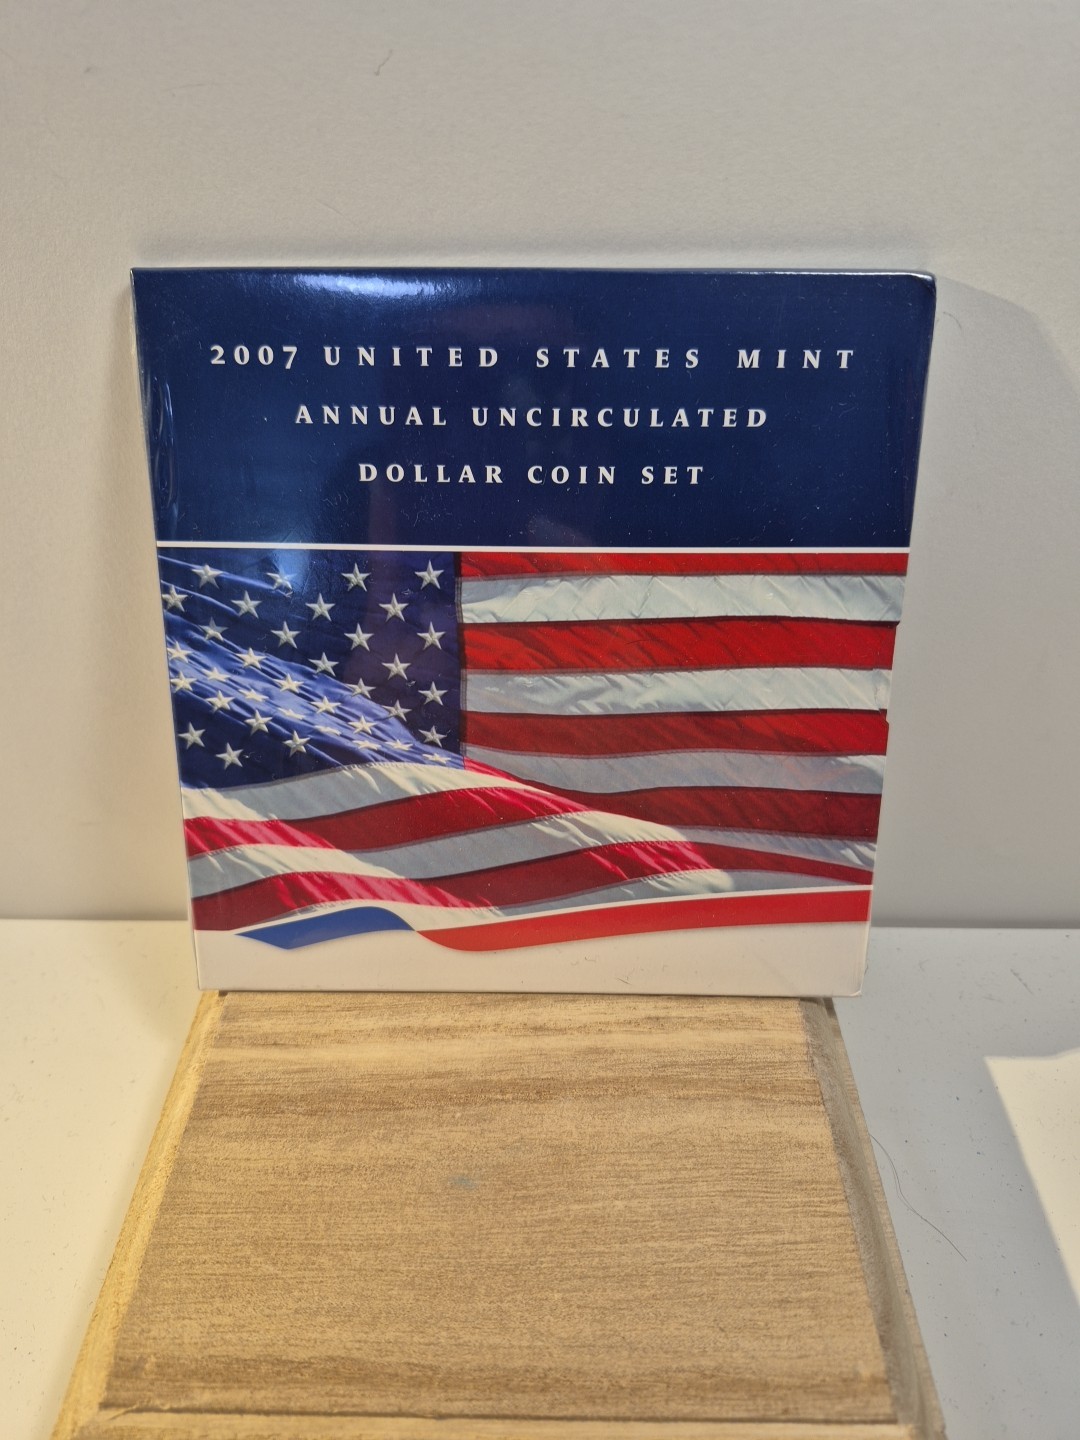 2007 UNITED STATES MINT
ANNUAL UNCIRCULATED
DOLLAR COIN SET